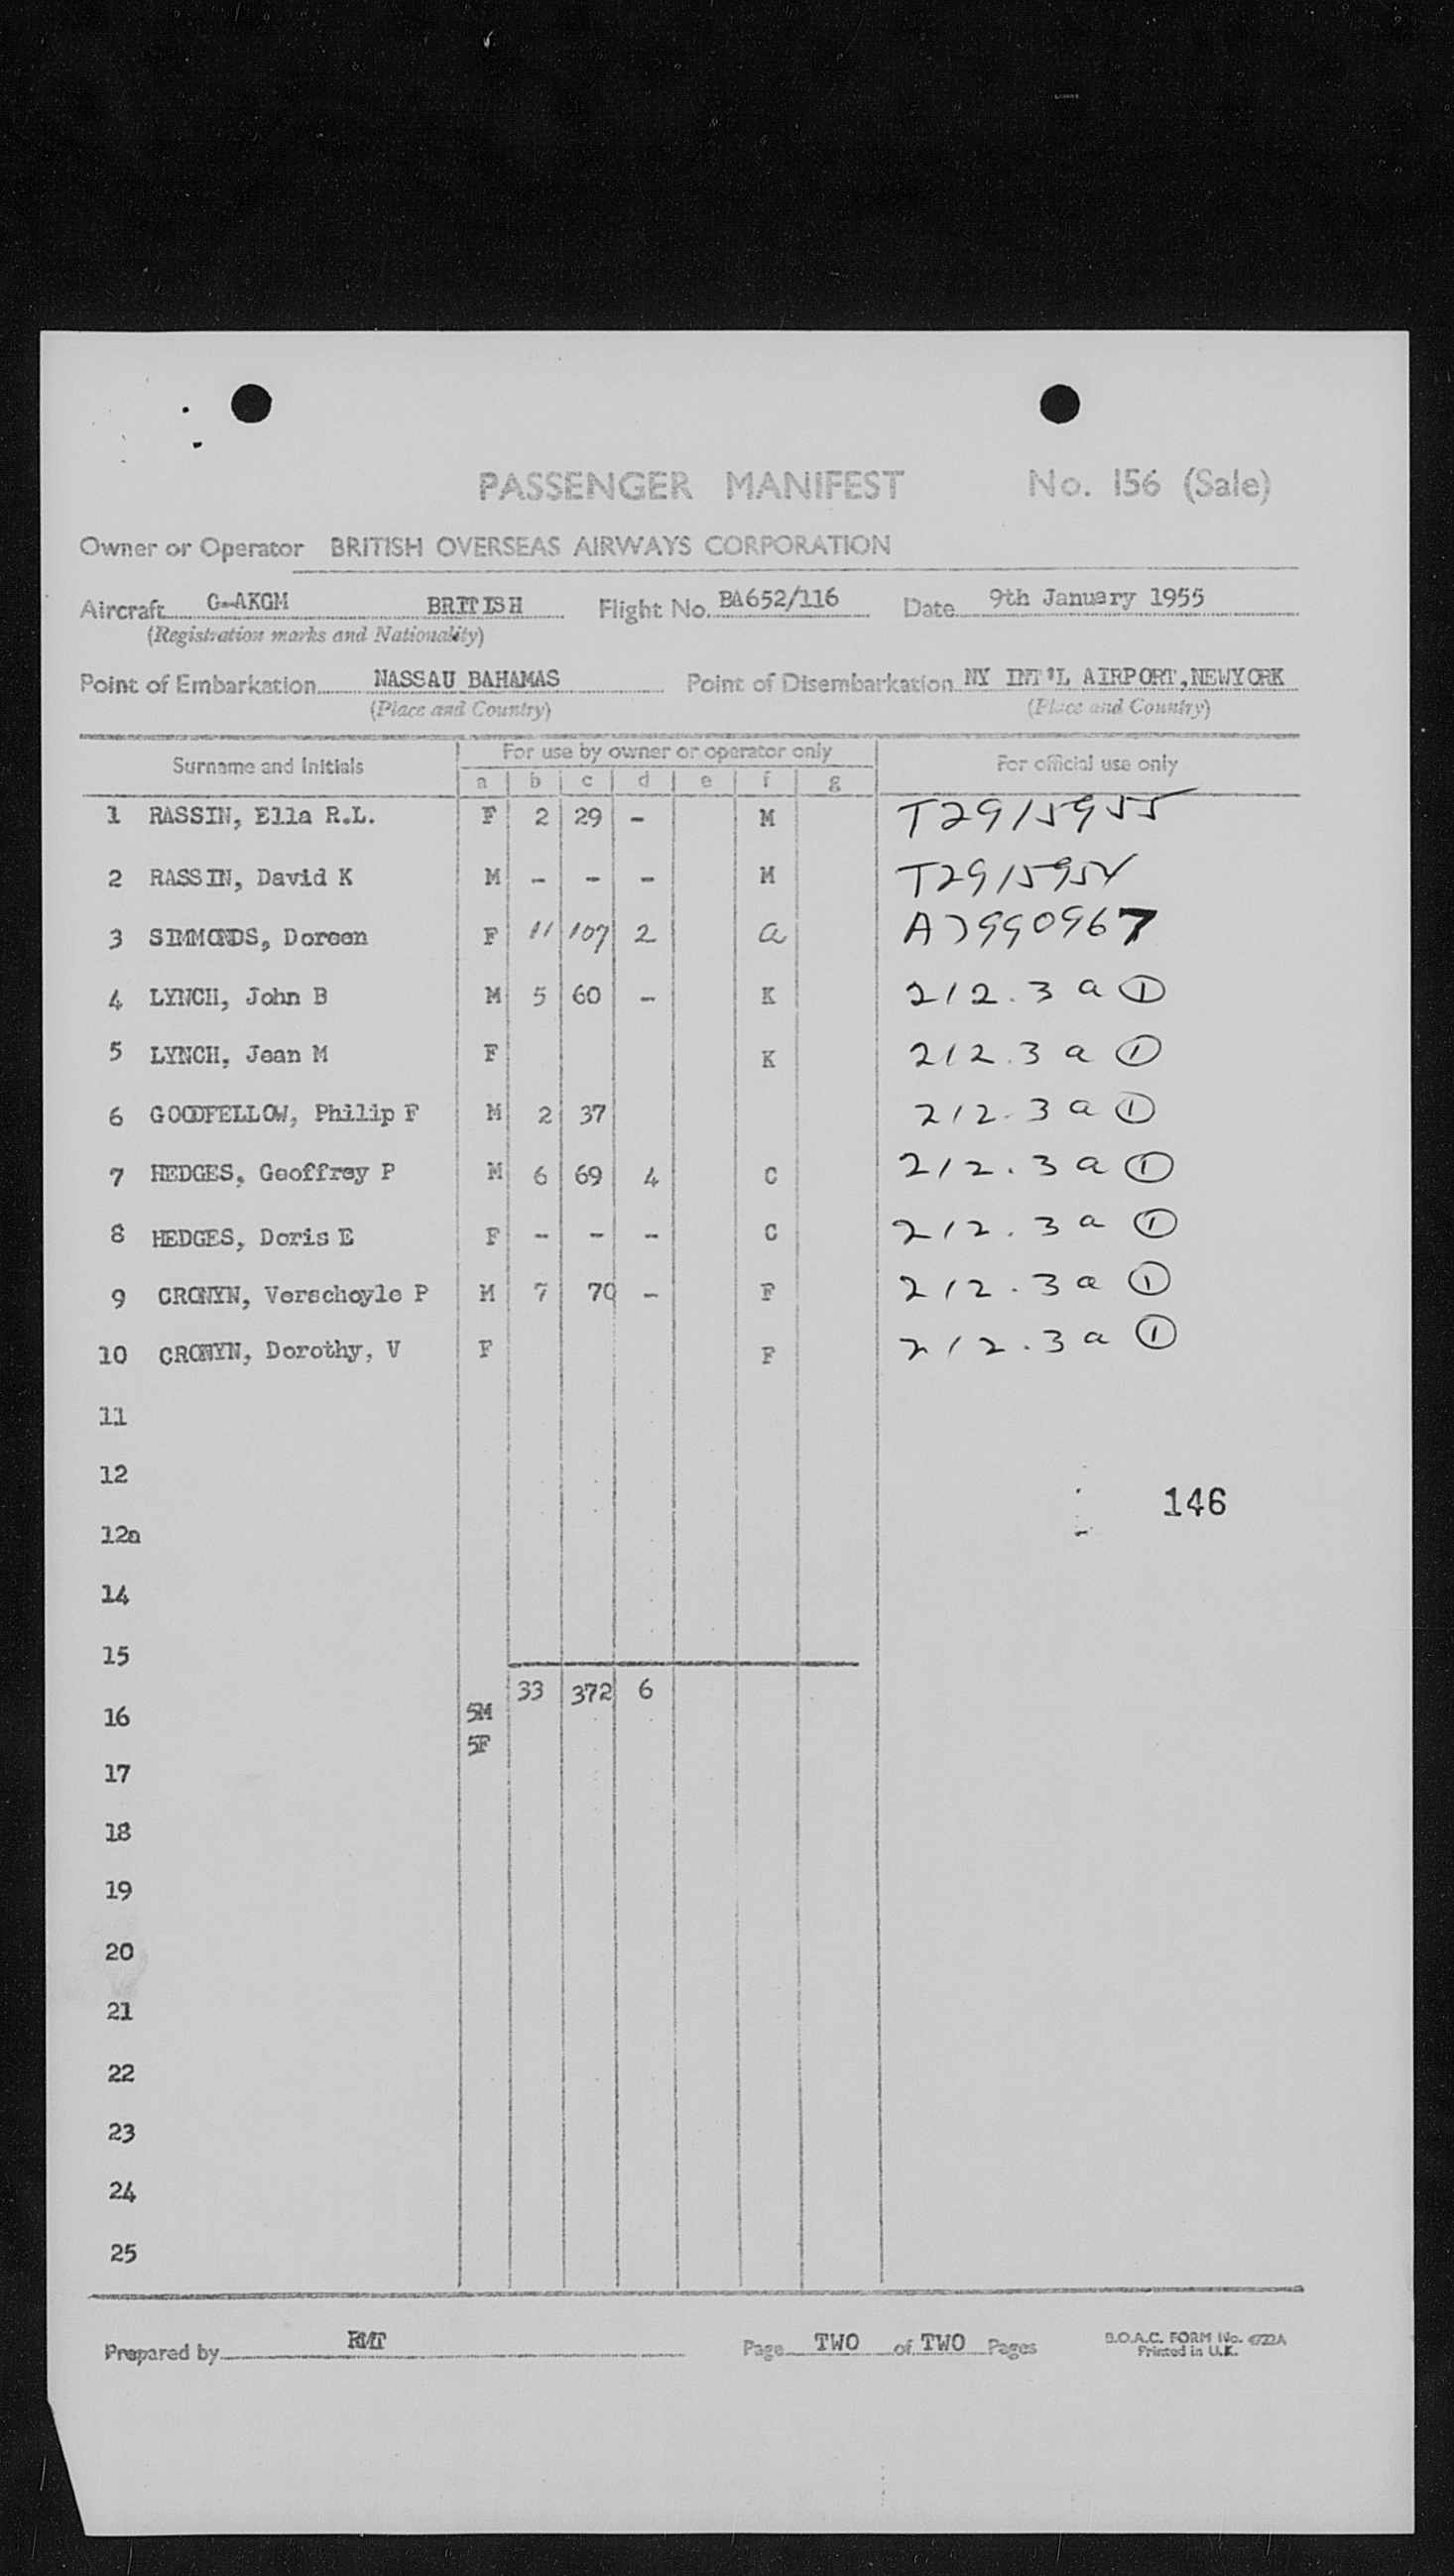 PASSENGER MANIFEST No. 156 (Sale)
Owner or Operator BRITISH OVERSEAS AIRWAYS CORPORATION
Aircraft G-AKGM BRITISH Flight No. BA652/116 Date 9th January 1955
(Registration marks and Nationality)
Point of Embarkation NASSAU BAHAMAS Point of Disembarkation NY INT'L AIRPORT, NEWYORK
(Place and Country) (Place and Country)
Surname and Initials For use by owner or operator only For official use only
a b c d e f g
1 RASSIN, Ella R.L. F 2 29 - M T2915955
2 RASSIN, David K M - - - M T2915954
3 SIMMONDS, Doreen F 11 107 2 a A7990967
4 LYNCH, John B M 5 60 - K 212.3 a ①
5 LYNCH, Jean M F K 212.3 a ①
6 GOODFELLOW, Philip F M 2 37 212.3 a ①
7 HEDGES, Geoffrey P M 6 69 4 C 212.3 a ①
8 HEDGES, Doris E F - - - C 212.3 a ①
9 CRONYN, Verschoyle P M 7 70 - F 212.3 a ①
10 CRONYN, Dorothy, V F F 212.3 a ①
11
12
146
12a
14
15
33 372 6
16 5M
5F
17
18
19
20
21
22
23
24
25
Prepared by RMT Page TWO of TWO Pages B.O.A.C. FORM No. 4722A
Printed in U.K.